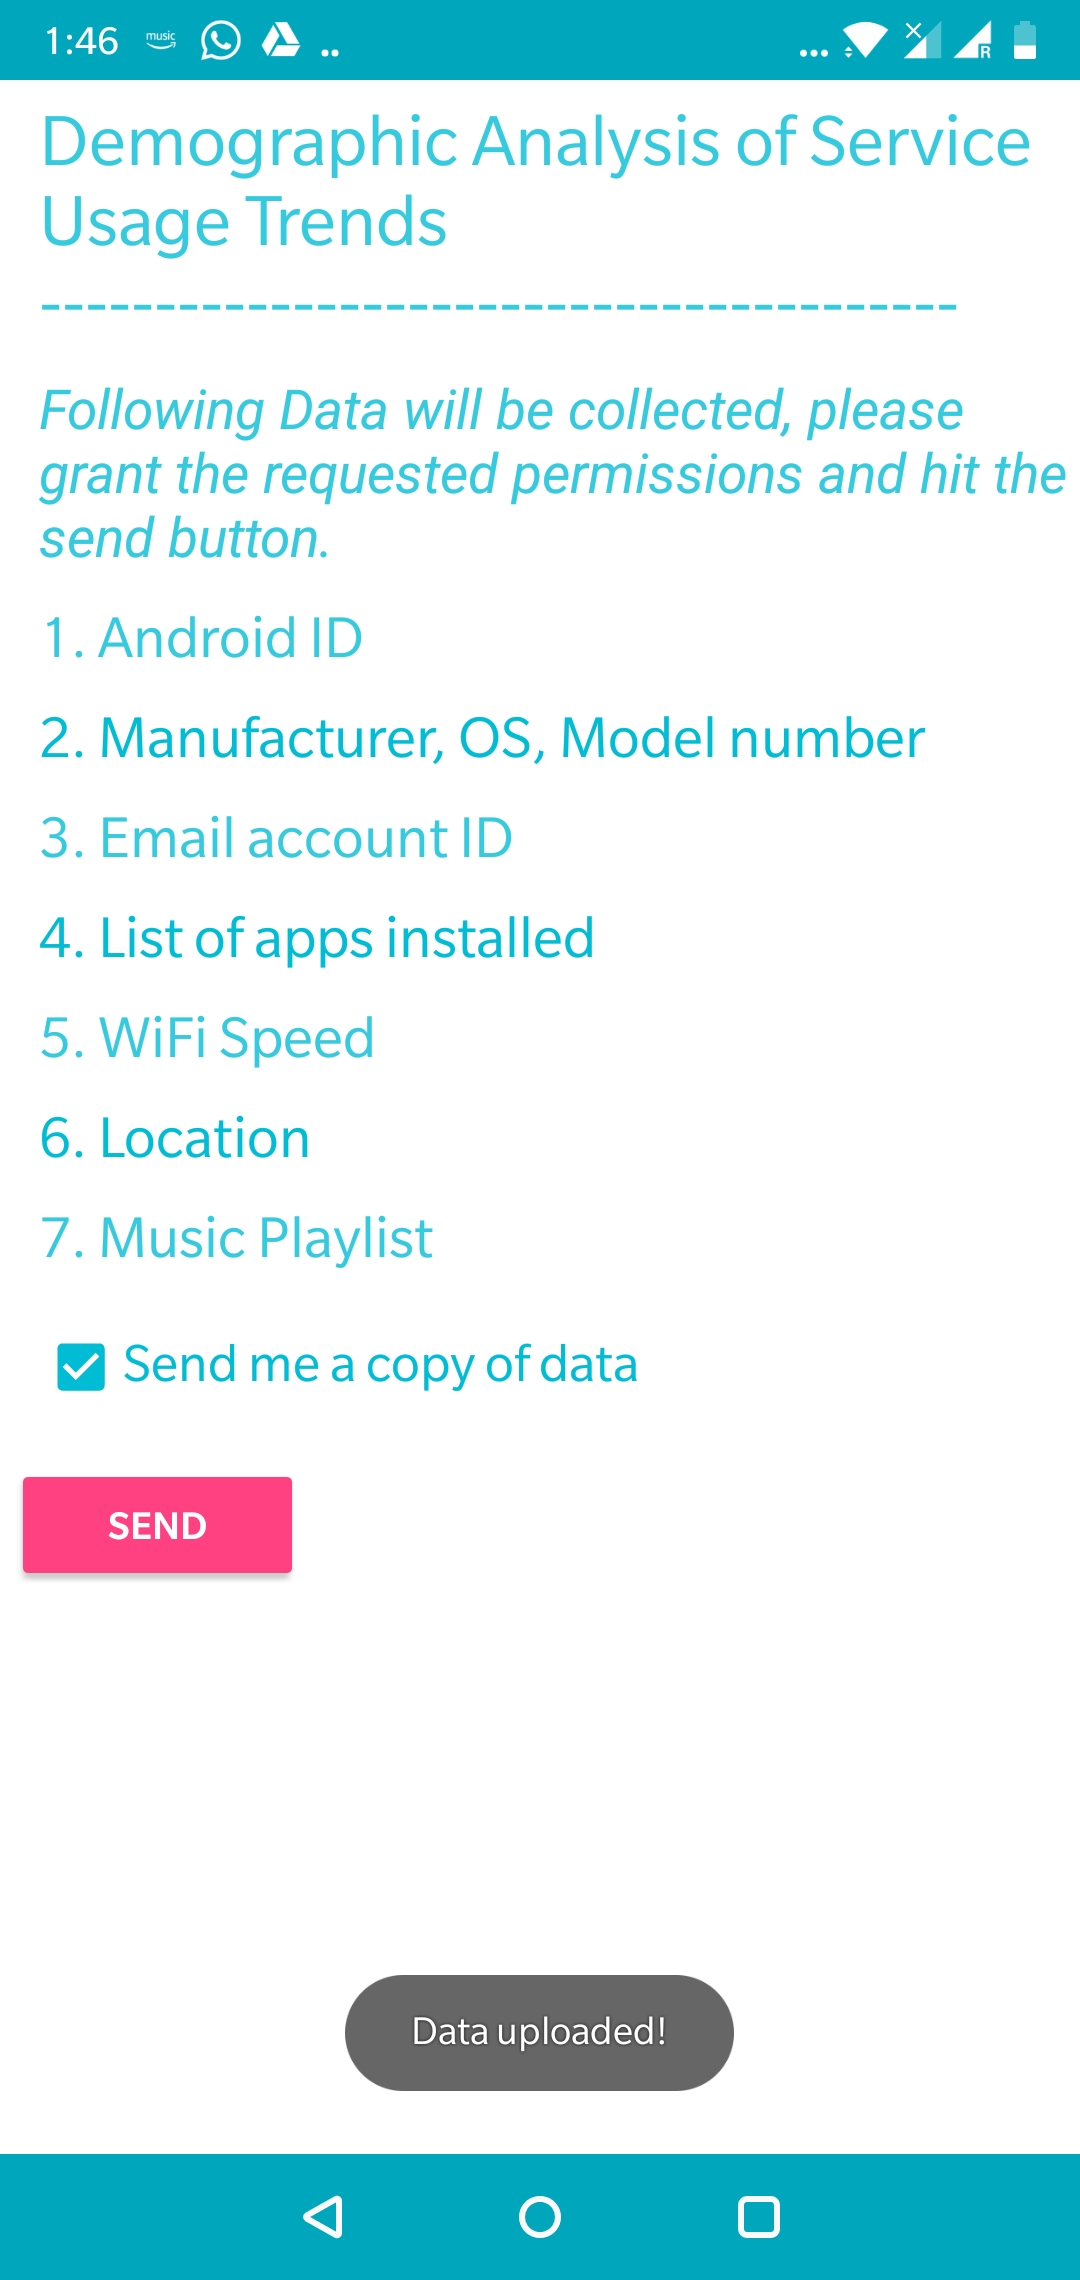 1:46 music ..
... R
Demographic Analysis of Service
Usage Trends
----------------------------------------
Following Data will be collected, please
grant the requested permissions and hit the
send button.
1. Android ID
2. Manufacturer, OS, Model number
3. Email account ID
4. List of apps installed
5. WiFi Speed
6. Location
7. Music Playlist
Send me a copy of data
SEND
Data uploaded!